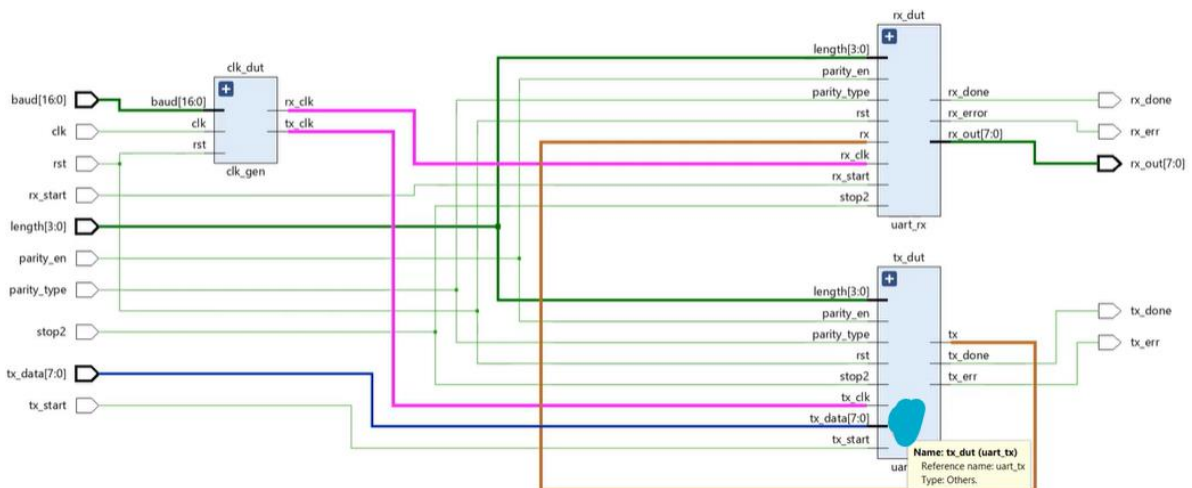 rx_dut
length[3:0]
parity_en
parity_type
rst
rx
rx_clk
rx_start
stop2
rx_done
rx_error
rx_out[7:0]
uart_rx
rx_done
rx_err
rx_out[7:0]
clk_dut
baud[16:0]
clk
rst
rx_clk
tx_clk
clk_gen
baud[16:0]
clk
rst
rx_start
length[3:0]
parity_en
parity_type
stop2
tx_data[7:0]
tx_start
tx_dut
length[3:0]
parity_en
parity_type
rst
stop2
tx_clk
tx_data[7:0]
tx_start
tx
tx_done
tx_err
tx_done
tx_err
Name: tx_dut (uart_tx)
Reference name: uart_tx
Type: Others.